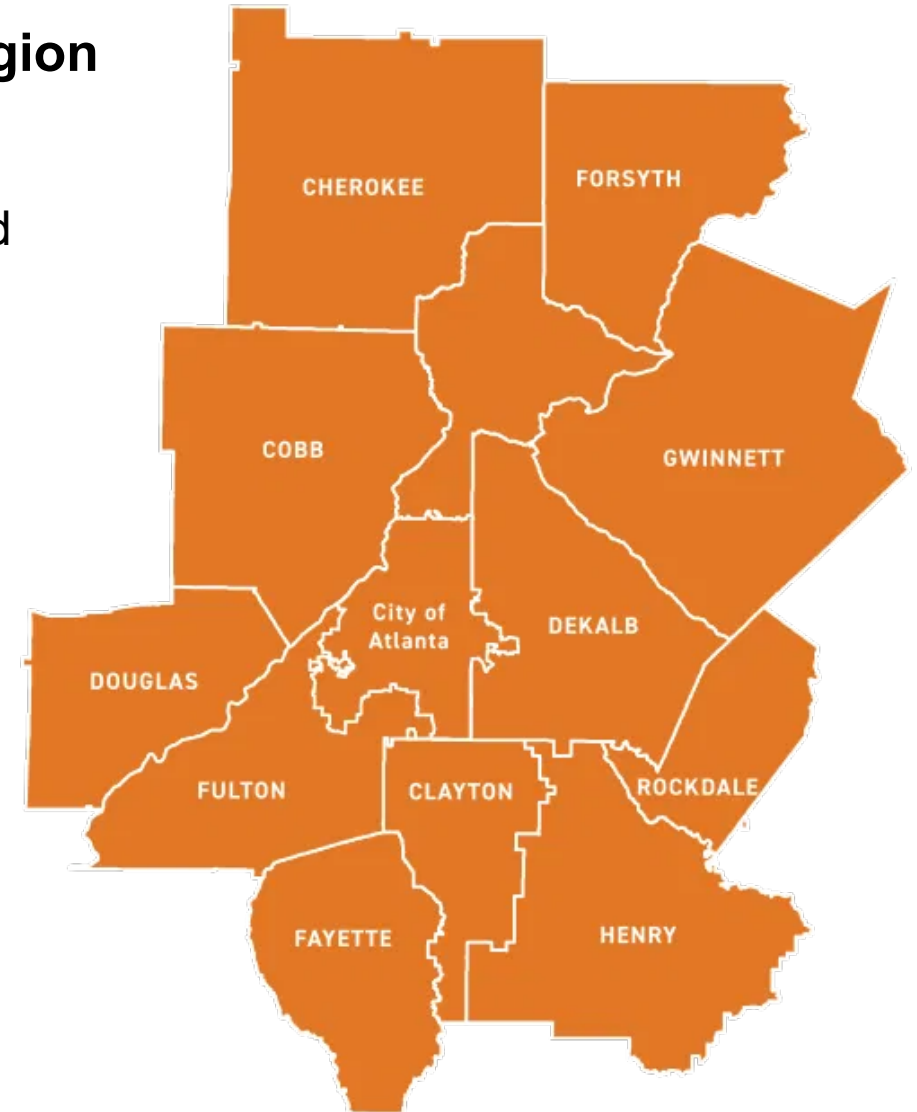 gion
d
CHEROKEE
FORSYTH
COBB
GWINNETT
City of
Atlanta
DEKALB
DOUGLAS
FULTON
CLAYTON
ROCKDALE
FAYETTE
HENRY